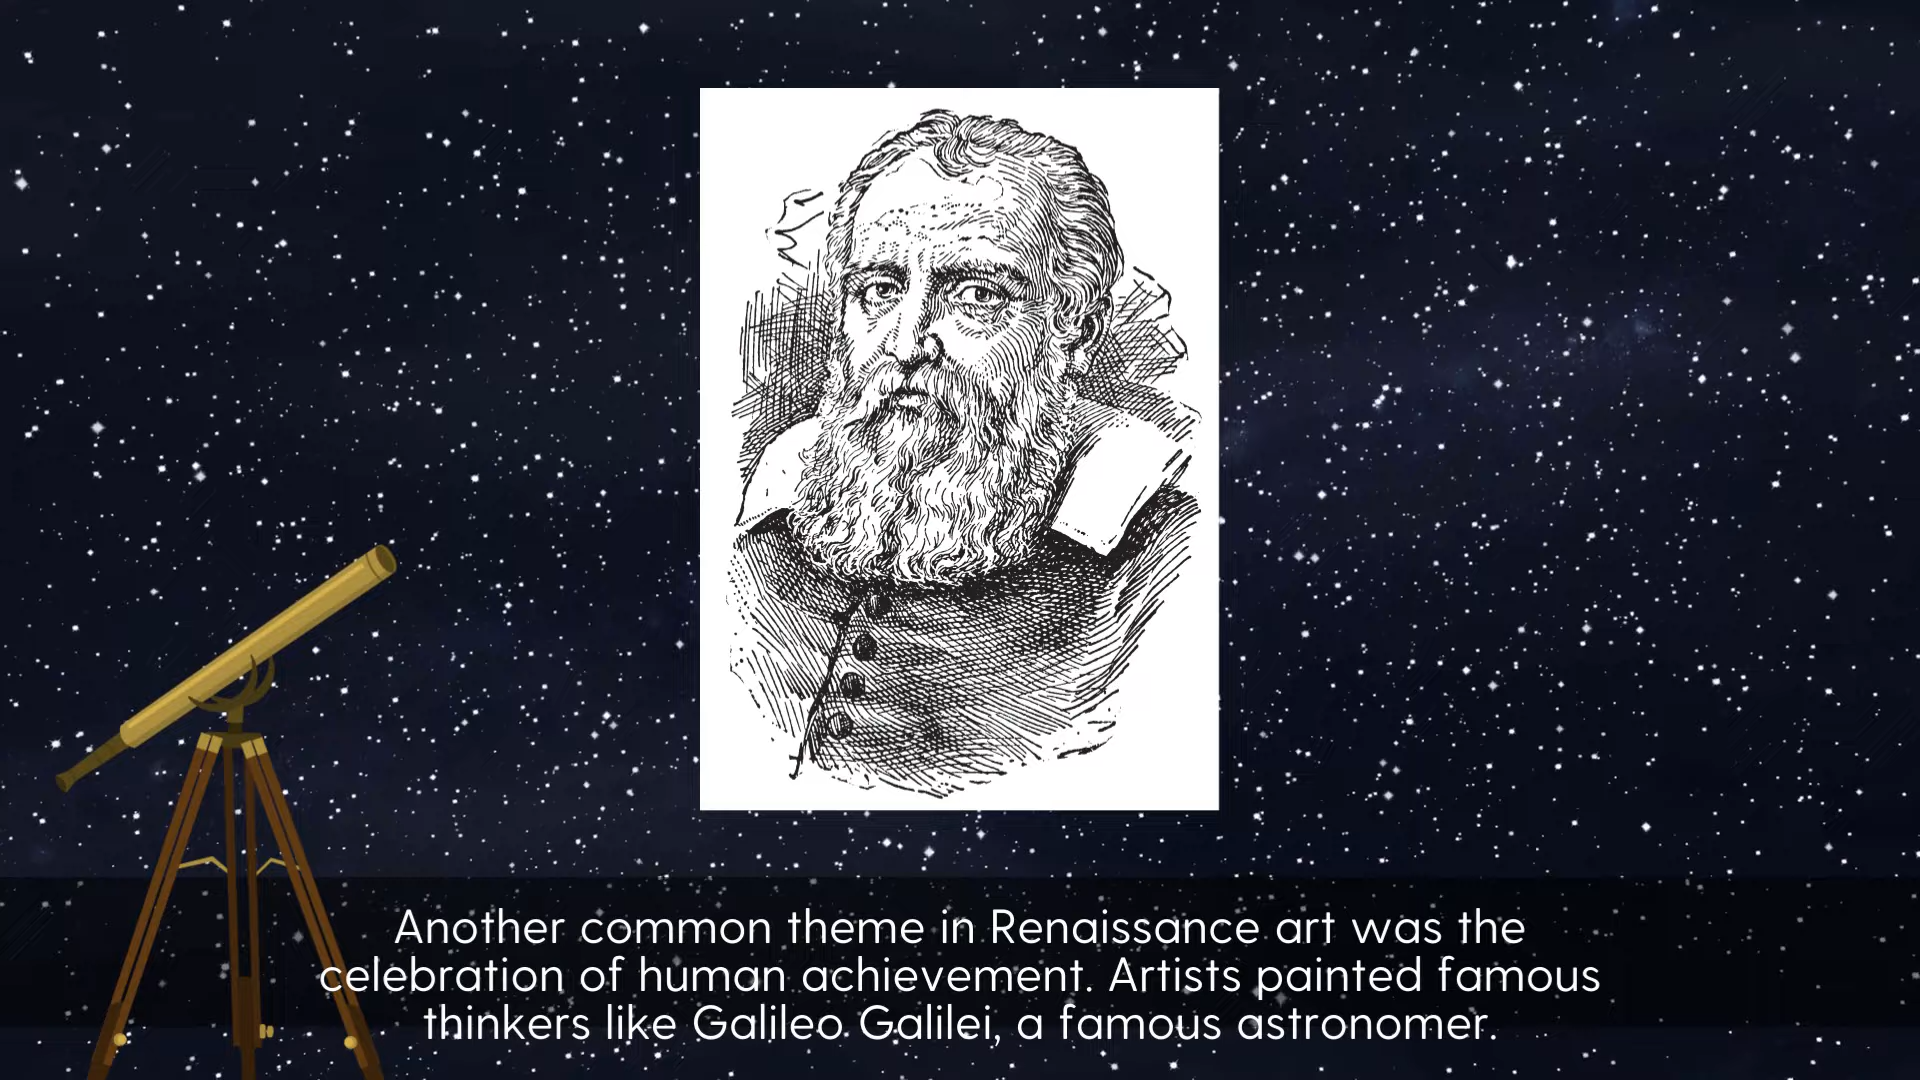 Another common theme in Renaissance art was the
celebration of human achievement. Artists painted famous
thinkers like Galileo Galilei, a famous astronomer.